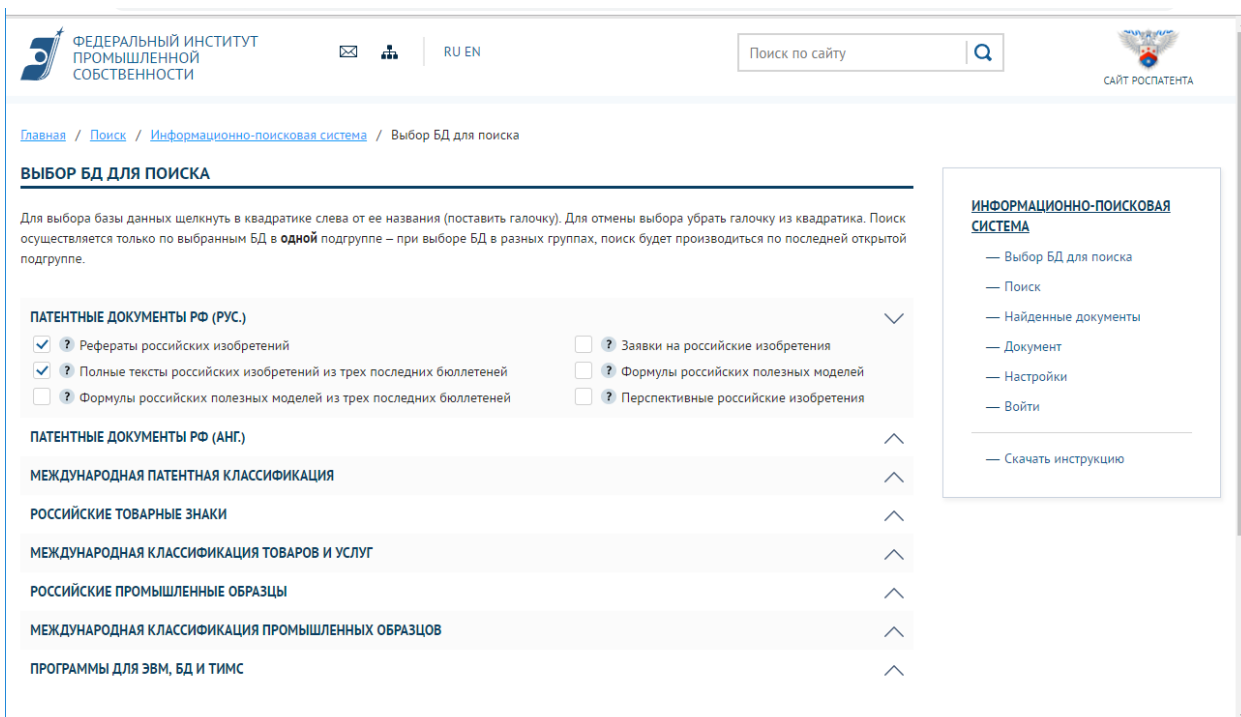 ФЕДЕРАЛЬНЫЙ ИНСТИТУТ
ПРОМЫШЛЕННОЙ
СОБСТВЕННОСТИ
RU EN
Поиск по сайту
САЙТ РОСПАТЕНТА
Главная / Поиск / Информационно-поисковая система / Выбор БД для поиска
ВЫБОР БД ДЛЯ ПОИСКА
Для выбора базы данных щелкнуть в квадратике слева от ее названия (поставить галочку). Для отмены выбора убрать галочку из квадратика. Поиск
осуществляется только по выбранным БД в одной подгруппе – при выборе БД в разных группах, поиск будет производиться по последней открытой
подгруппе.
ПАТЕНТНЫЕ ДОКУМЕНТЫ РФ (РУС.)
? Рефераты российских изобретений
? Заявки на российские изобретения
? Полные тексты российских изобретений из трех последних бюллетеней
? Формулы российских полезных моделей
? Формулы российских полезных моделей из трех последних бюллетеней
? Перспективные российские изобретения
ПАТЕНТНЫЕ ДОКУМЕНТЫ РФ (АНГ.)
МЕЖДУНАРОДНАЯ ПАТЕНТНАЯ КЛАССИФИКАЦИЯ
РОССИЙСКИЕ ТОВАРНЫЕ ЗНАКИ
МЕЖДУНАРОДНАЯ КЛАССИФИКАЦИЯ ТОВАРОВ И УСЛУГ
РОССИЙСКИЕ ПРОМЫШЛЕННЫЕ ОБРАЗЦЫ
МЕЖДУНАРОДНАЯ КЛАССИФИКАЦИЯ ПРОМЫШЛЕННЫХ ОБРАЗЦОВ
ПРОГРАММЫ ДЛЯ ЭВМ, БД И ТИМС
ИНФОРМАЦИОННО-ПОИСКОВАЯ
СИСТЕМА
— Выбор БД для поиска
— Поиск
— Найденные документы
— Документ
— Настройки
— Войти
— Скачать инструкцию